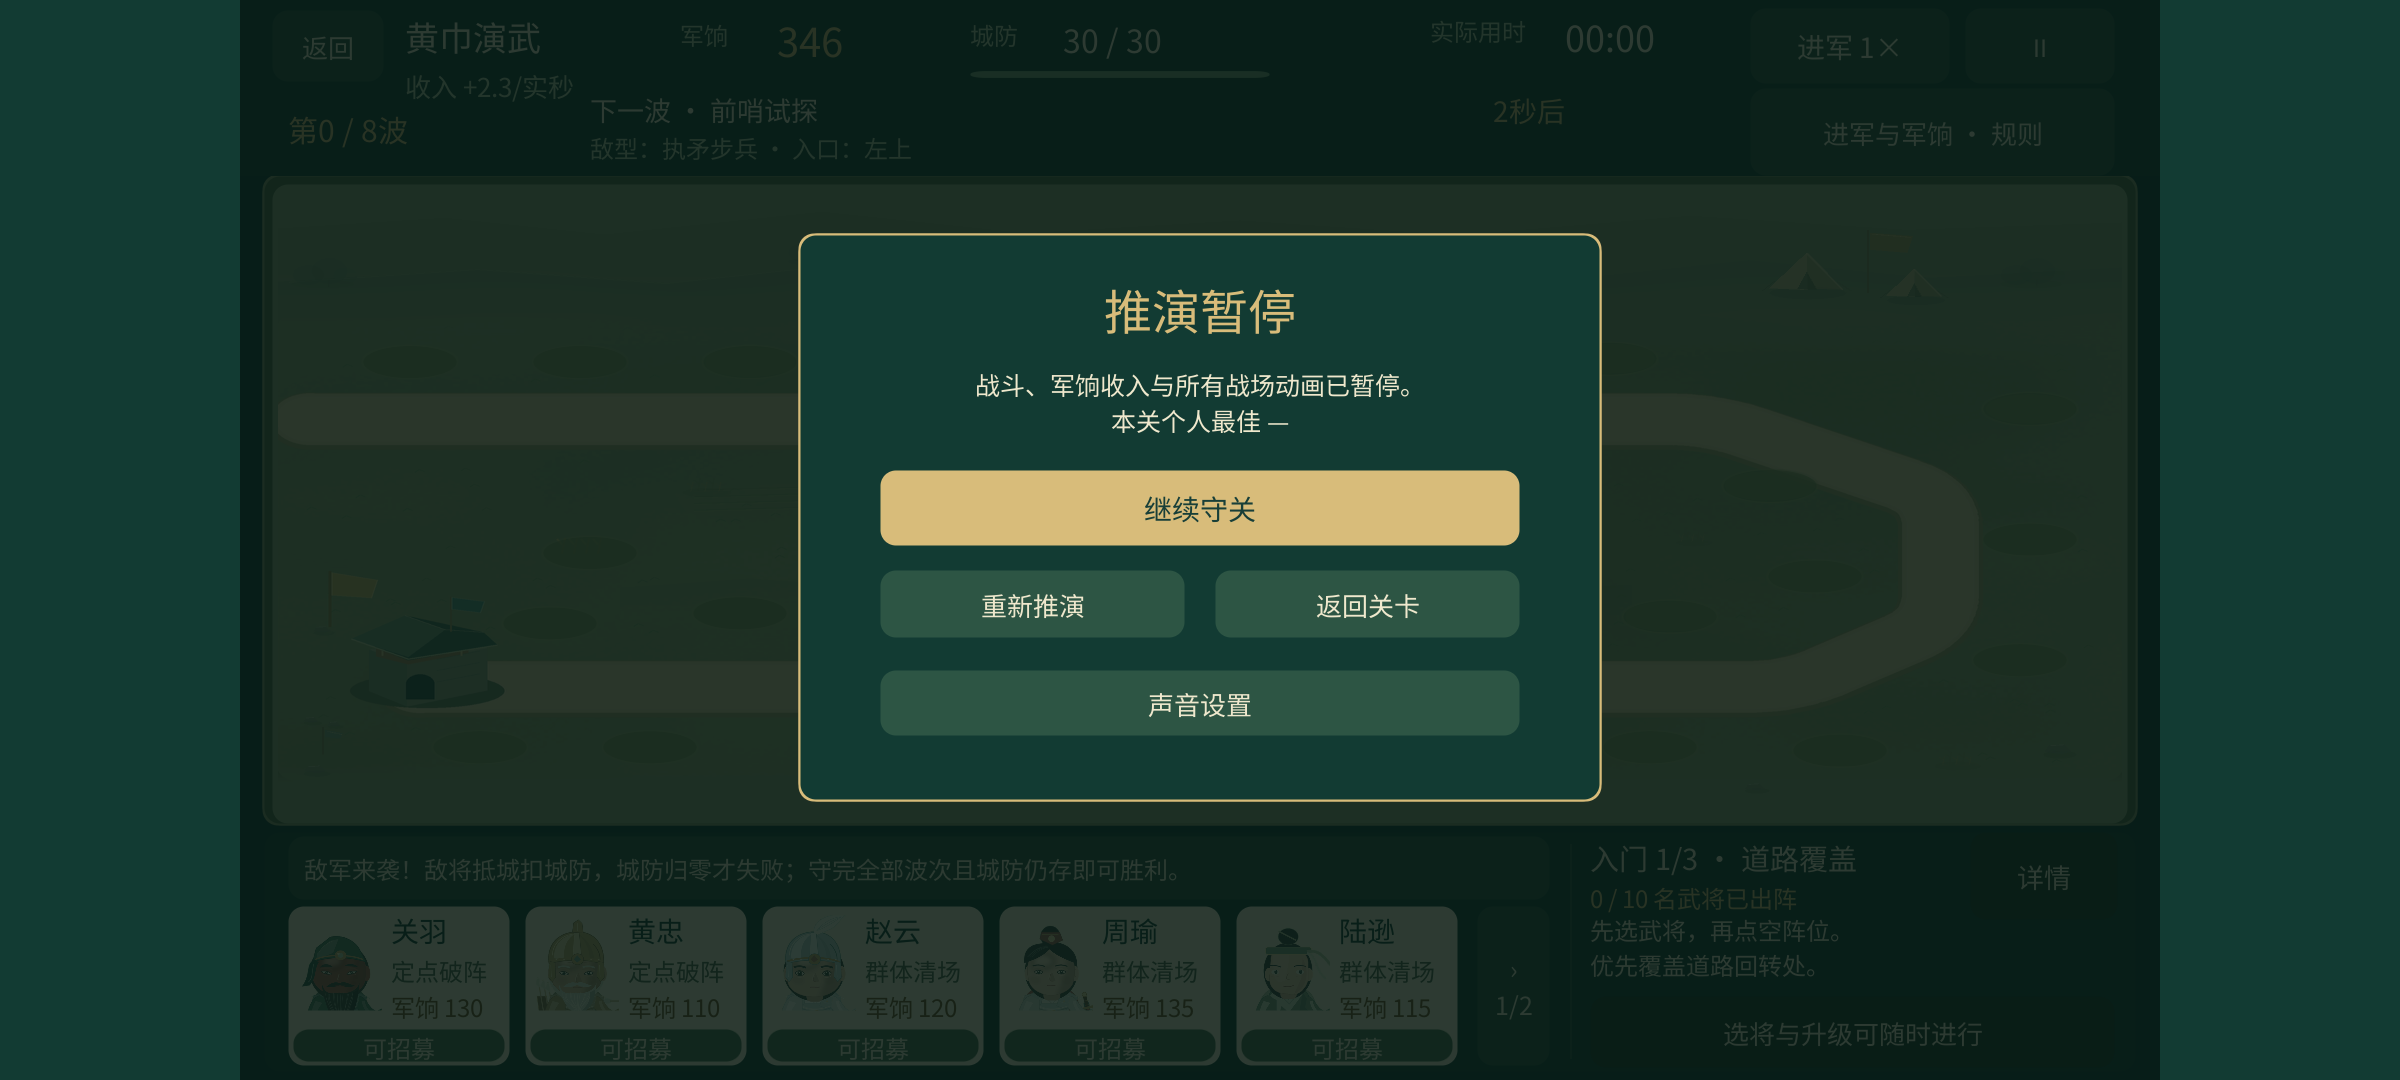 返回
黄巾演武
收入 +2.3/实秒
军饷 346
城防 30 / 30
实际用时 00:00
进军 1×
II
第0 / 8波
下一波 · 前哨试探
敌型：执矛步兵 · 入口：左上
2秒后
进军与军饷 · 规则
推演暂停
战斗、军饷收入与所有战场动画已暂停。
本关个人最佳 —
继续守关
重新推演
返回关卡
声音设置
敌军来袭！敌将抵城扣城防，城防归零才失败；守完全部波次且城防仍存即可胜利。
关羽
定点破阵
军饷 130
可招募
黄忠
定点破阵
军饷 110
可招募
赵云
群体清场
军饷 120
可招募
周瑜
群体清场
军饷 135
可招募
陆逊
群体清场
军饷 115
可招募
›
1/2
入门 1/3 · 道路覆盖
0 / 10 名武将已出阵
先选武将，再点空阵位。
优先覆盖道路回转处。
详情
选将与升级可随时进行